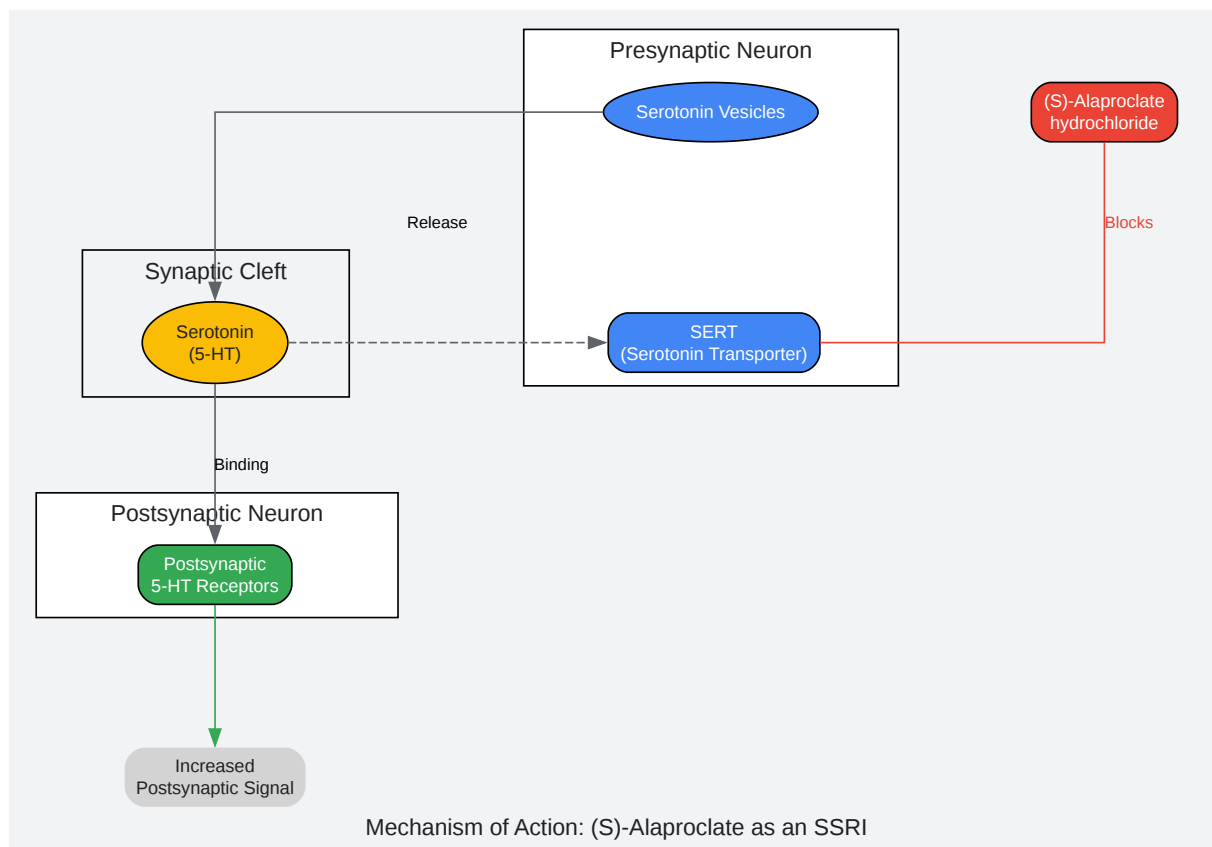 Presynaptic Neuron
Serotonin Vesicles
(S)-Alaproclate
hydrochloride
Release
Blocks
Synaptic Cleft
Serotonin
(5-HT)
SERT
(Serotonin Transporter)
Binding
Postsynaptic Neuron
Postsynaptic
5-HT Receptors
Increased
Postsynaptic Signal
Mechanism of Action: (S)-Alaproclate as an SSRI